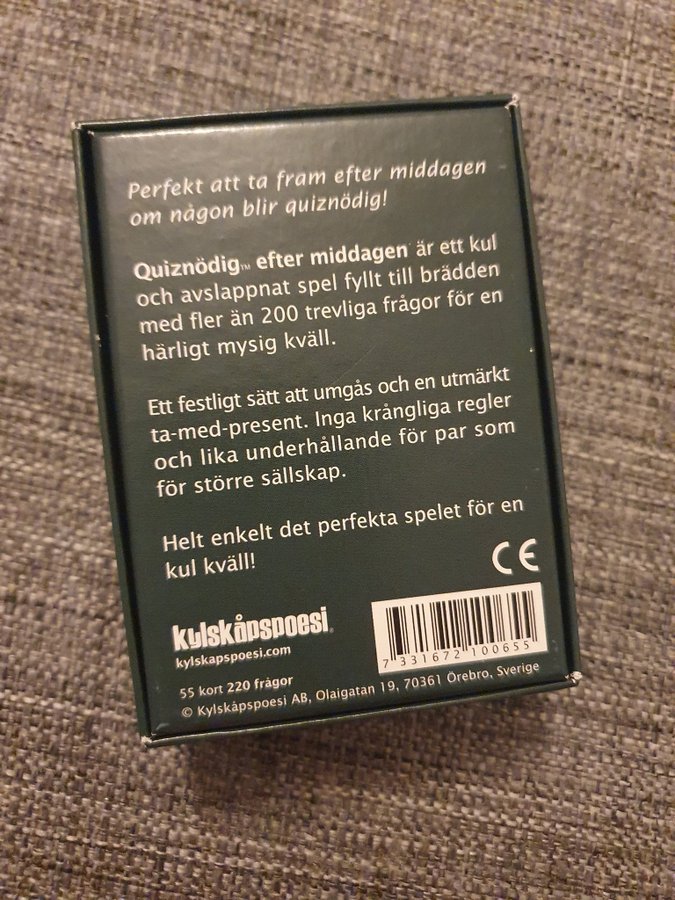 Perfekt att ta fram efter middagen
om någon blir quiznödig!
Quiznödig™ efter middagen är ett kul
och avslappnat spel fyllt till brädden
med fler än 200 trevliga frågor för en
härligt mysig kväll.
Ett festligt sätt att umgås och en utmärkt
ta-med-present. Inga krångliga regler
och lika underhållande för par som
för större sällskap.
Helt enkelt det perfekta spelet för en
kul kväll!
CE
kylskåpspoesi®
kylskapspoesi.com
7 331672 100655
55 kort 220 frågor
© Kylskåpspoesi AB, Olaigatan 19, 70361 Örebro, Sverige